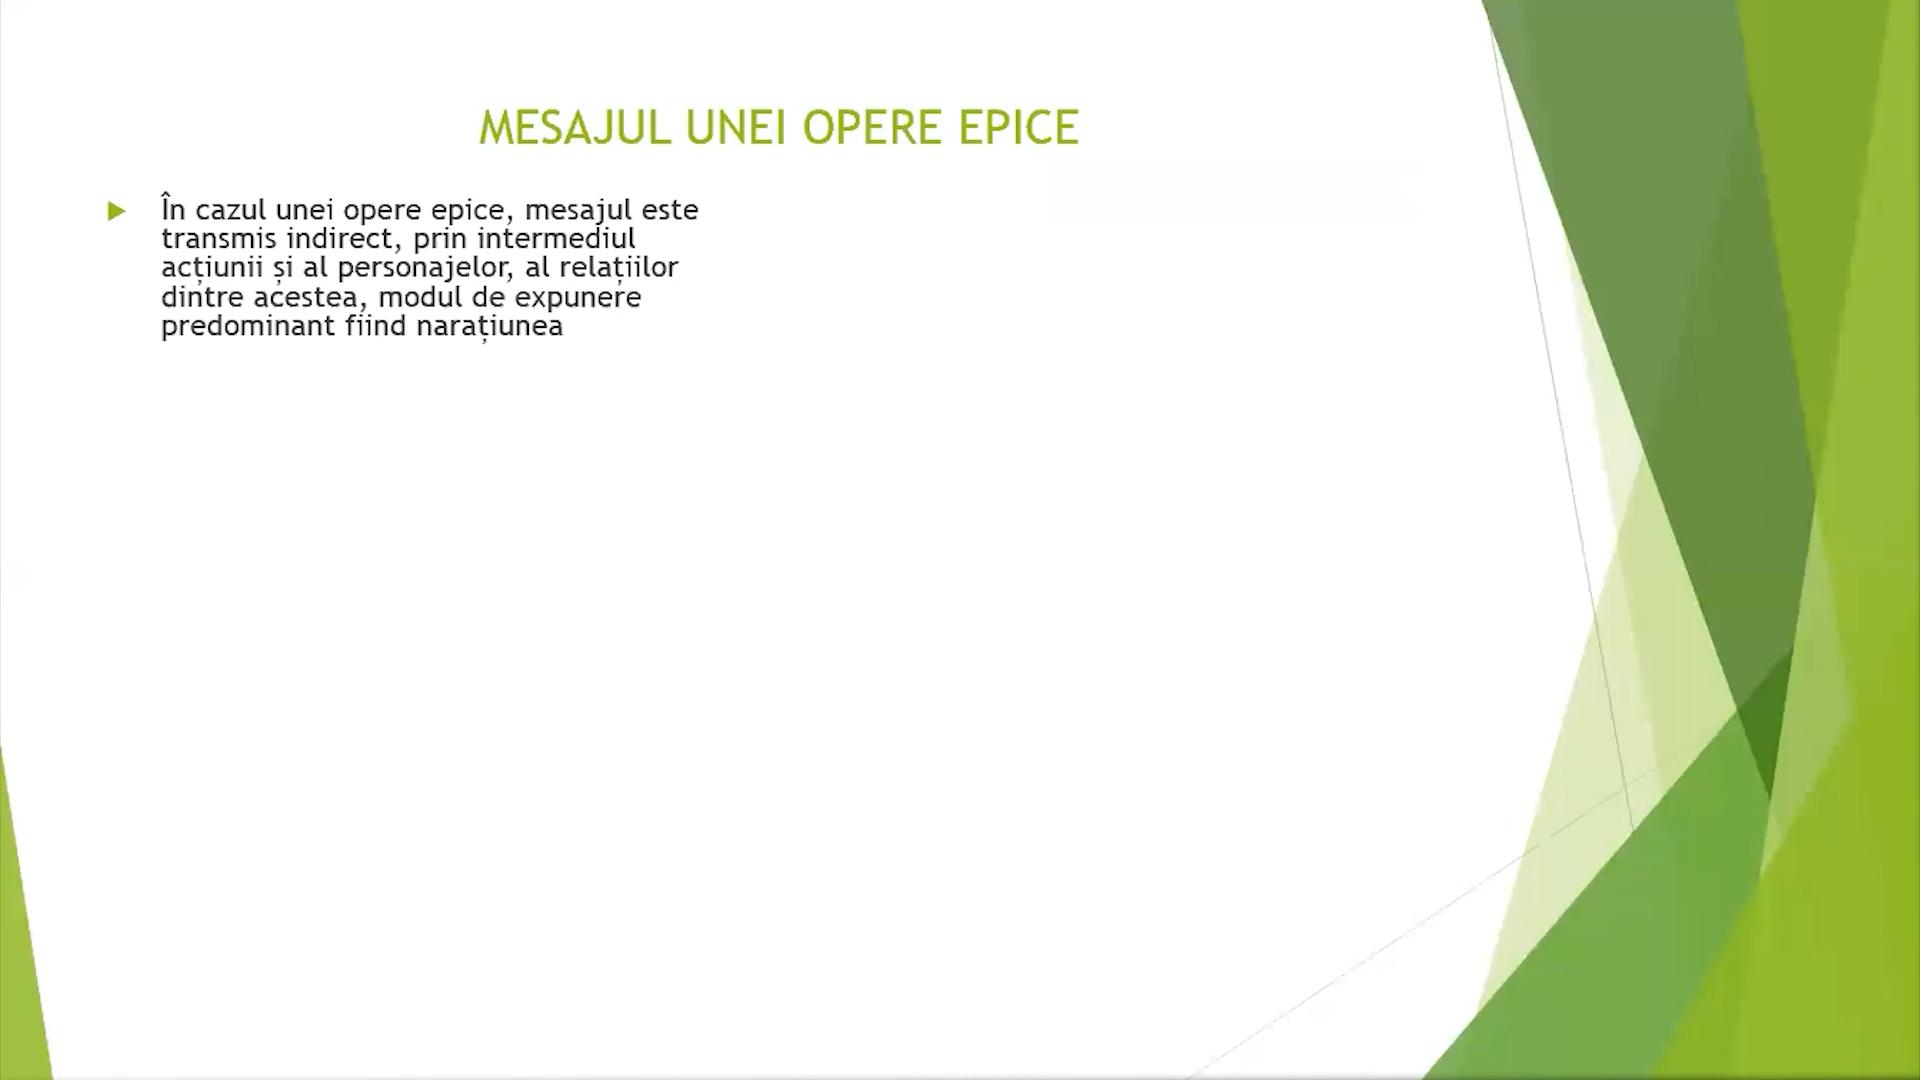 MESAJUL UNEI OPERE EPICE
În cazul unei opere epice, mesajul este
transmis indirect, prin intermediul
acțiunii și al personajelor, al relațiilor
dintre acestea, modul de expunere
predominant fiind narațiunea